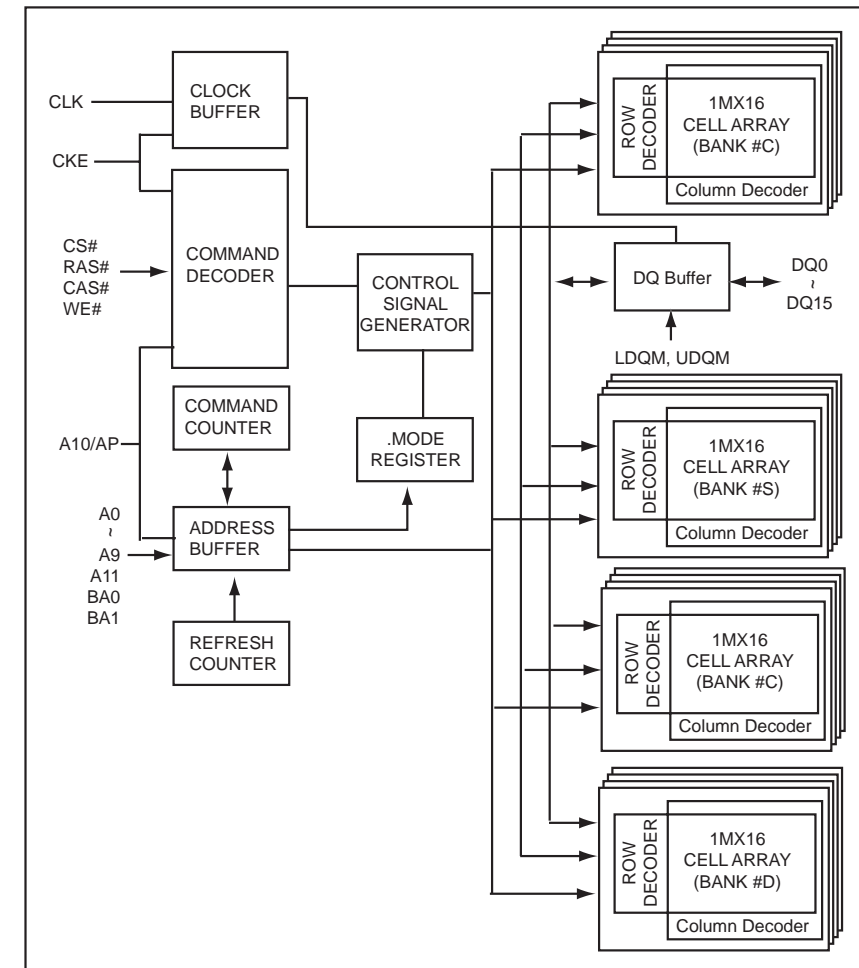 CLK
CKE
CLOCK
BUFFER
CS#
RAS#
CAS#
WE#
COMMAND
DECODER
CONTROL
SIGNAL
GENERATOR
A10/AP
COMMAND
COUNTER
.MODE
REGISTER
A0
~
A9
A11
BA0
BA1
ADDRESS
BUFFER
REFRESH
COUNTER
ROW
DECODER
1MX16
CELL ARRAY
(BANK #C)
Column Decoder
DQ Buffer
DQ0
~
DQ15
LDQM, UDQM
ROW
DECODER
1MX16
CELL ARRAY
(BANK #S)
Column Decoder
ROW
DECODER
1MX16
CELL ARRAY
(BANK #C)
Column Decoder
ROW
DECODER
1MX16
CELL ARRAY
(BANK #D)
Column Decoder